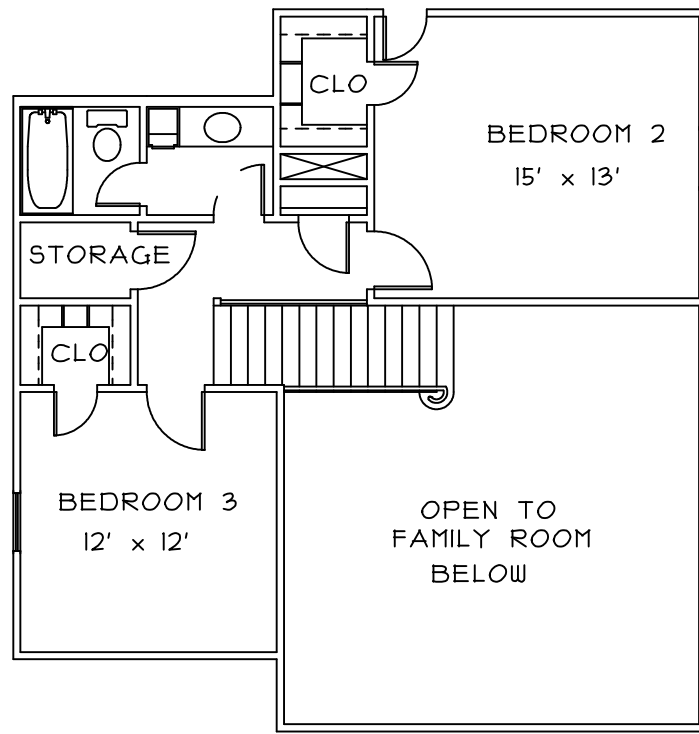 CLO
BEDROOM 2
15' x 13'
STORAGE
CLO
BEDROOM 3
12' x 12'
OPEN TO
FAMILY ROOM
BELOW